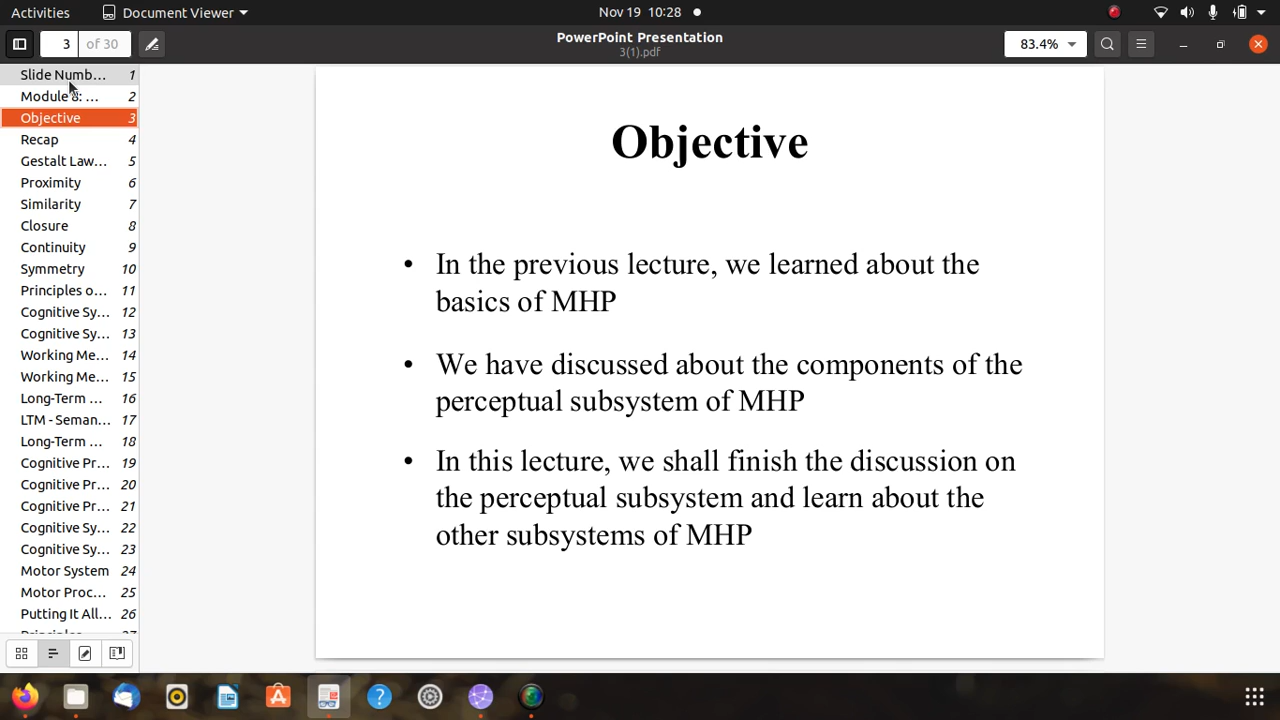 Activities
Document Viewer
Nov 19 10:28
3 of 30
PowerPoint Presentation
3(1).pdf
83.4%
Slide Numb... 1
Module 8: ... 2
Objective 3
Recap 4
Gestalt Law... 5
Proximity 6
Similarity 7
Closure 8
Continuity 9
Symmetry 10
Principles o... 11
Cognitive Sy... 12
Cognitive Sy... 13
Working Me... 14
Working Me... 15
Long-Term ... 16
LTM - Seman... 17
Long-Term ... 18
Cognitive Pr... 19
Cognitive Pr... 20
Cognitive Pr... 21
Cognitive Sy... 22
Cognitive Sy... 23
Motor System 24
Motor Proc... 25
Putting It All... 26
Objective
• In the previous lecture, we learned about the
basics of MHP
• We have discussed about the components of the
perceptual subsystem of MHP
• In this lecture, we shall finish the discussion on
the perceptual subsystem and learn about the
other subsystems of MHP